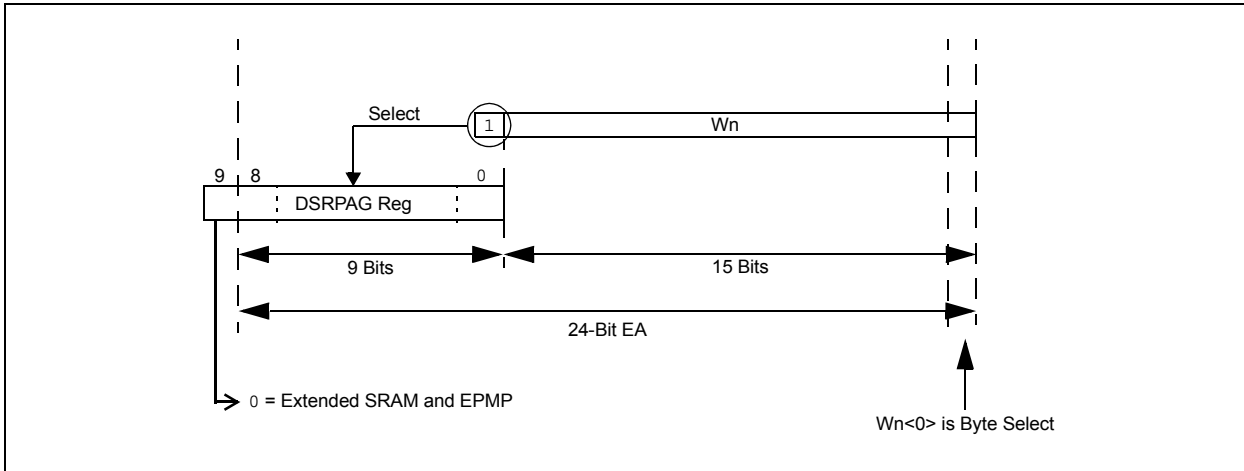 Select
1
Wn
9 8 0
DSRPAG Reg
9 Bits
15 Bits
24-Bit EA
0 = Extended SRAM and EPMP
Wn<0> is Byte Select